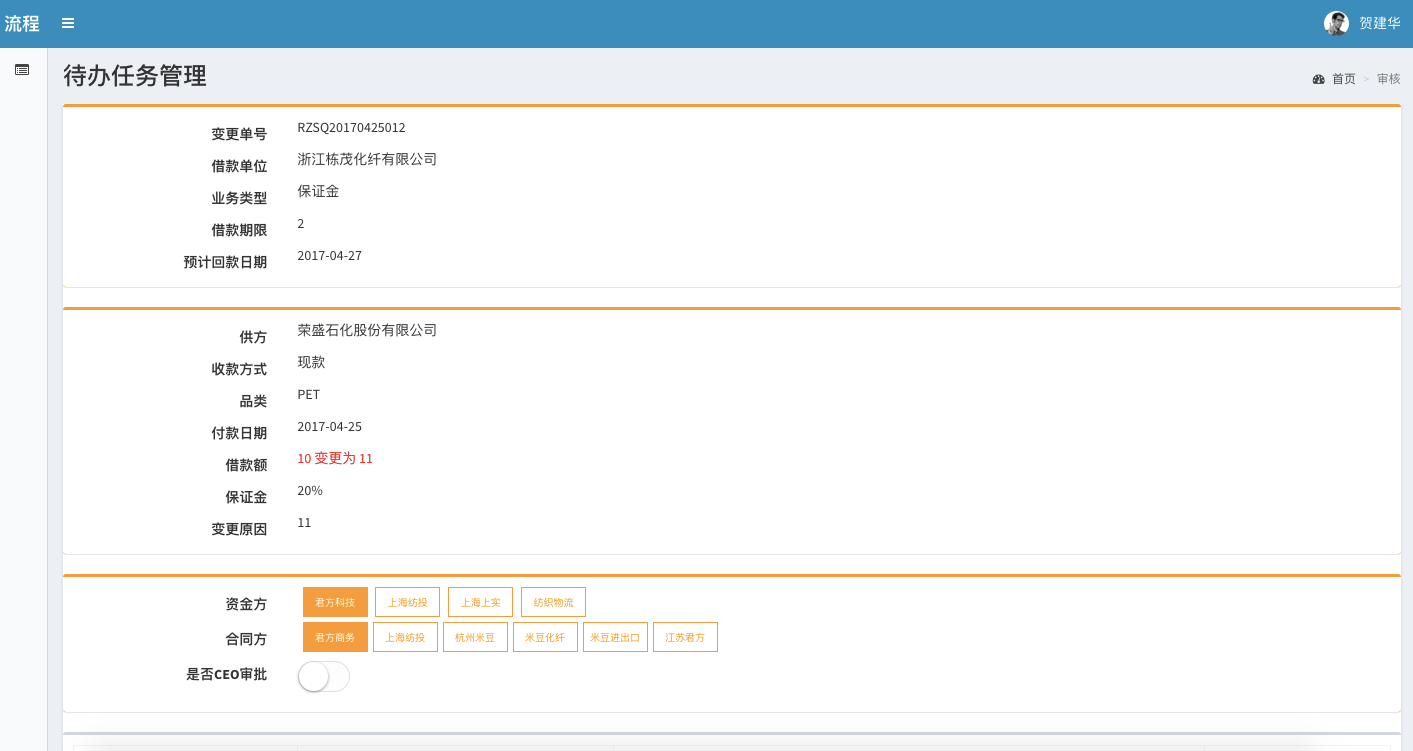 流程
贺建华
待办任务管理
首页 > 审核
变更单号 RZSQ20170425012
借款单位 浙江栋茂化纤有限公司
业务类型 保证金
借款期限 2
预计回款日期 2017-04-27
供方 荣盛石化股份有限公司
收款方式 现款
品类 PET
付款日期 2017-04-25
借款额 10 变更为 11
保证金 20%
变更原因 11
资金方 君方科技 上海纺投 上海上实 纺织物流
合同方 君方商务 上海纺投 杭州米豆 米豆化纤 米豆进出口 江苏君方
是否CEO审批